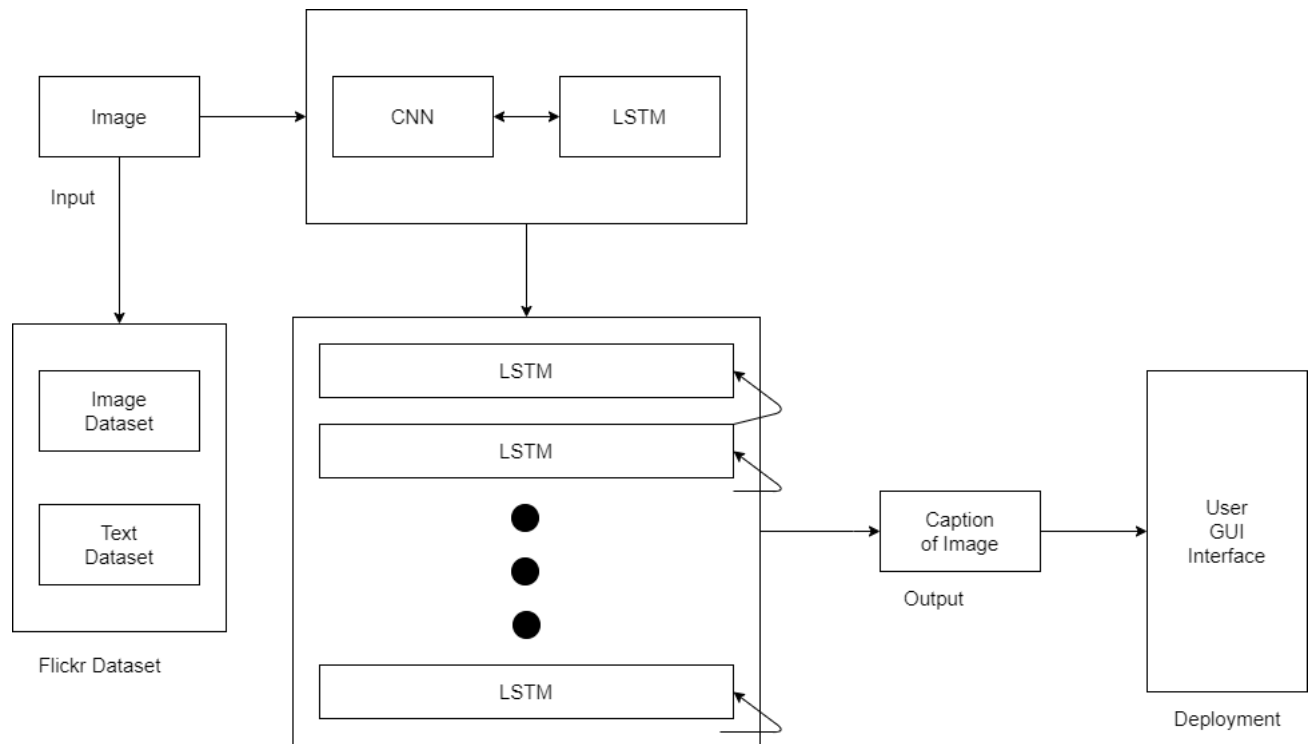 Image
Input
CNN
LSTM
Image
Dataset
Text
Dataset
Flickr Dataset
LSTM
LSTM
LSTM
Caption
of Image
Output
User
GUI
Interface
Deployment